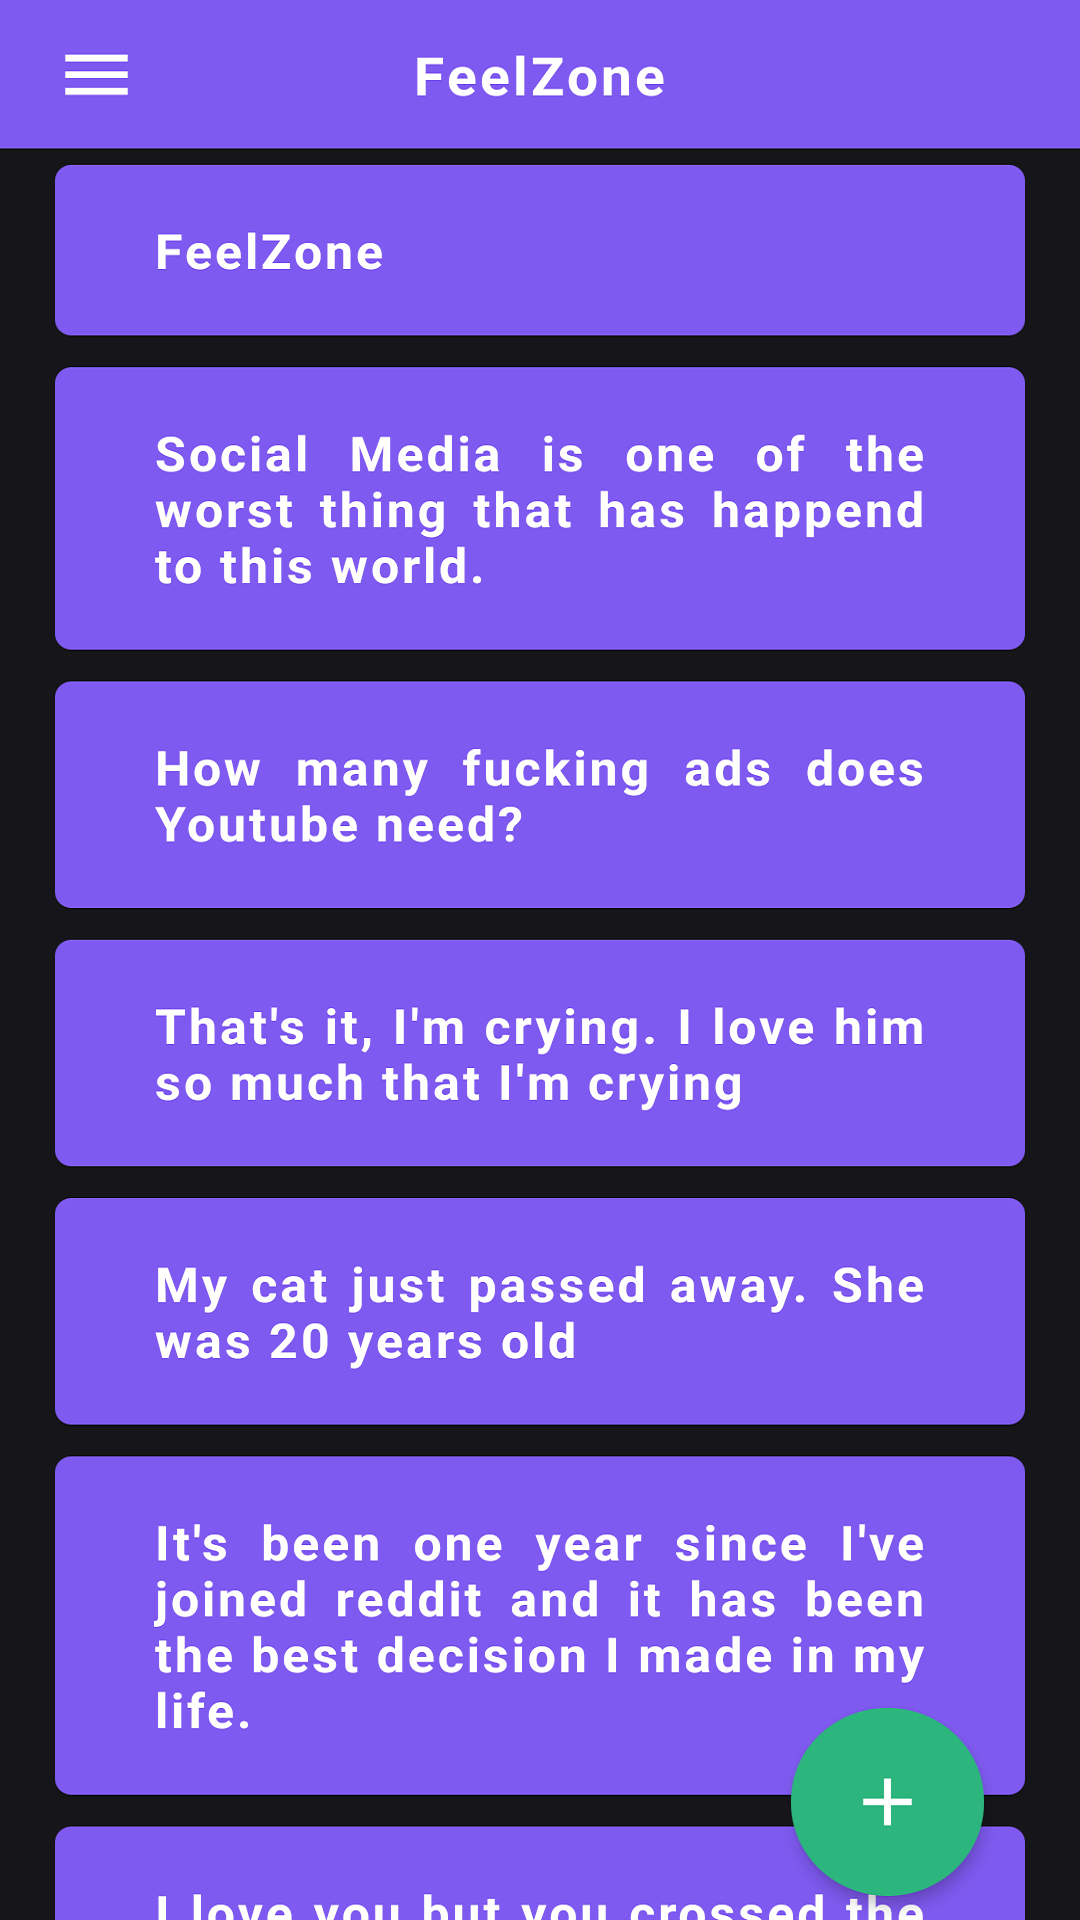 FeelZone
FeelZone
Social Media is one of the
worst thing that has happend
to this world.
How many fucking ads does
Youtube need?
That's it, I'm crying. I love him
so much that I'm crying
My cat just passed away. She
was 20 years old
It's been one year since I've
joined reddit and it has been
the best decision I made in my
life.
I love you but you crossed the